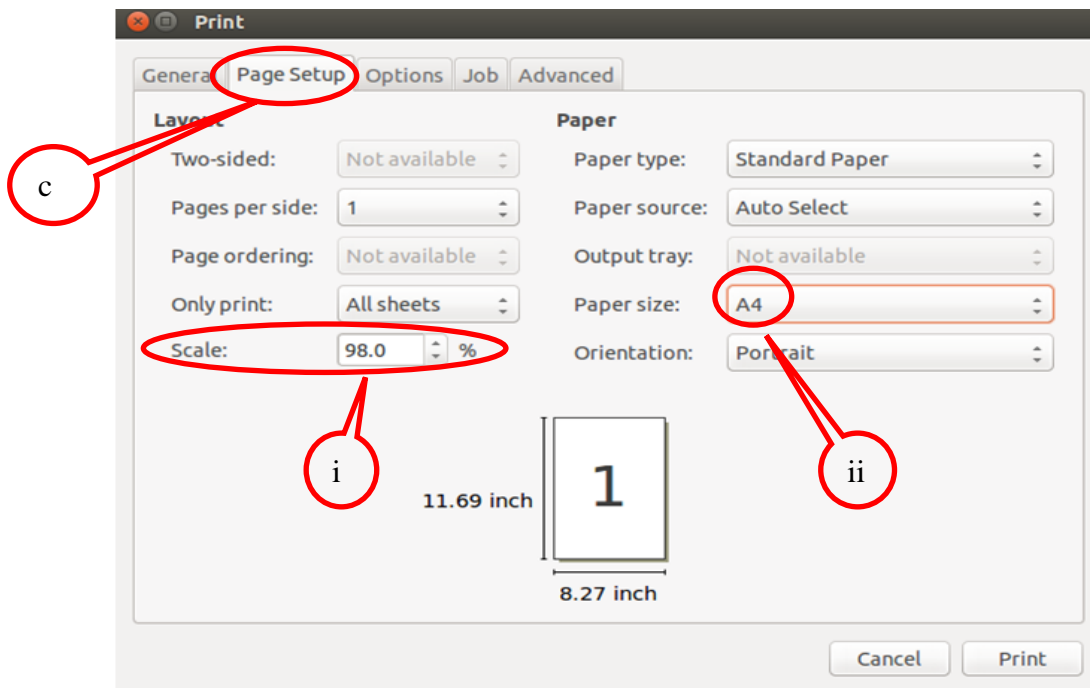 Print
General Page Setup Options Job Advanced
Layout Paper
Two-sided: Not available Paper type: Standard Paper
c
Pages per side: 1 Paper source: Auto Select
Page ordering: Not available Output tray: Not available
Only print: All sheets Paper size: A4
Scale: 98.0 % Orientation: Portrait
i ii
1
11.69 inch
8.27 inch
Cancel Print